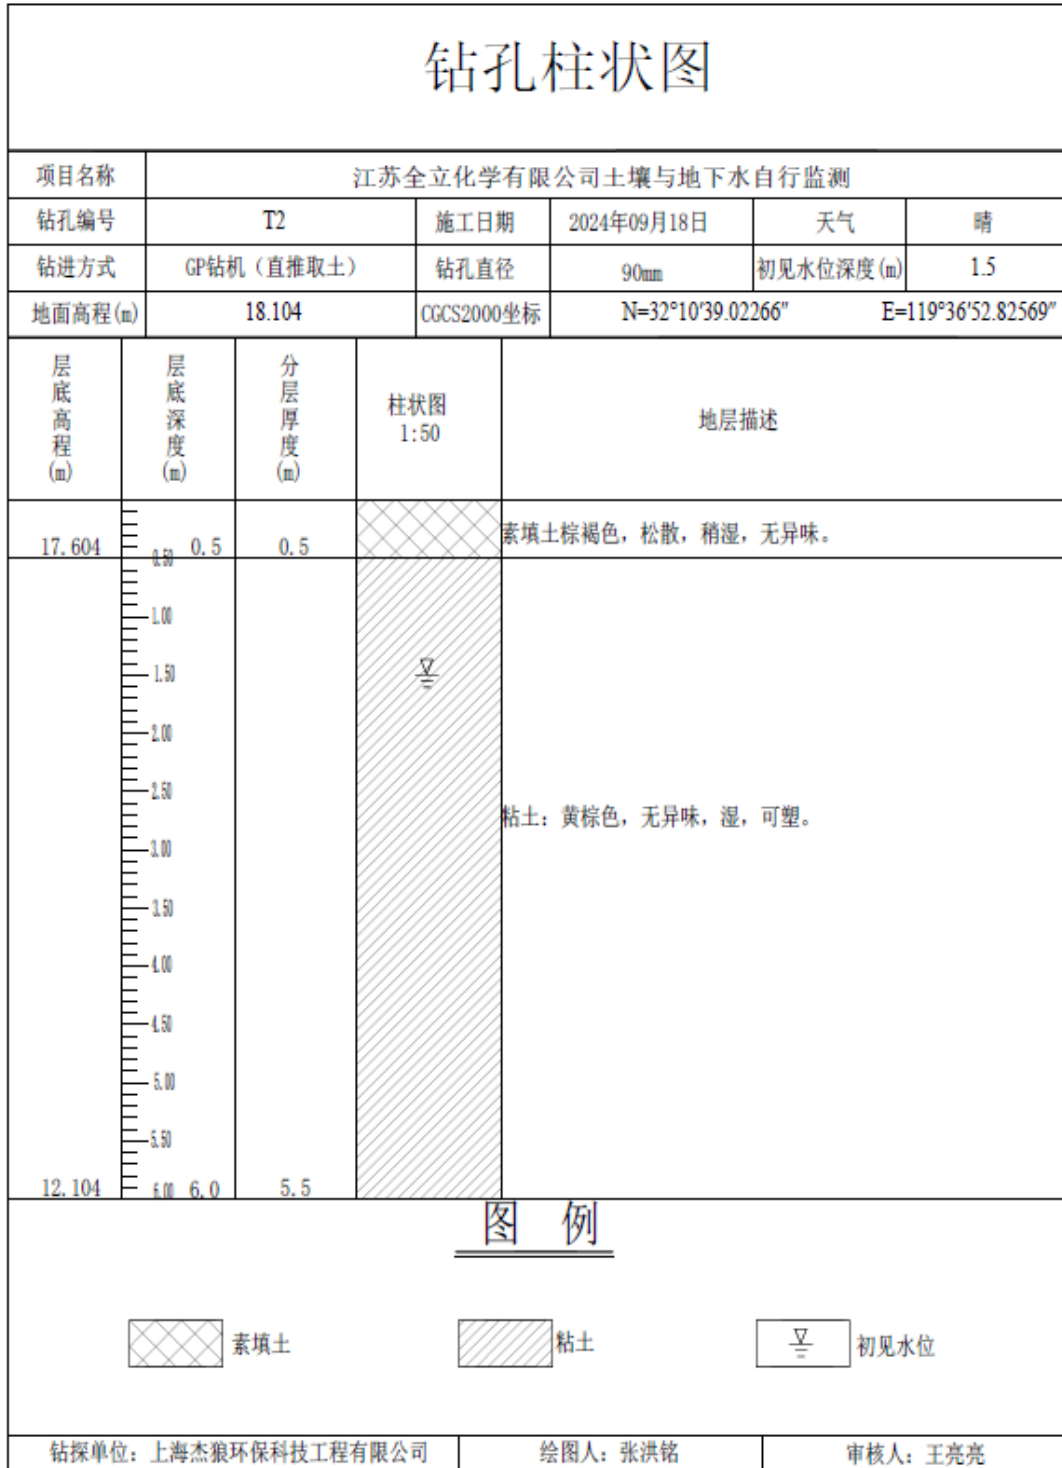 钻孔柱状图
项目名称 江苏全立化学有限公司土壤与地下水自行监测
钻孔编号 T2 施工日期 2024年09月18日 天气 晴
钻进方式 GP钻机（直推取土） 钻孔直径 90mm 初见水位深度(m) 1.5
地面高程(m) 18.104 CGCS2000坐标 N=32°10′39.02266″ E=119°36′52.82569″
层底高程(m) 层底深度(m) 分层厚度(m) 柱状图 1:50 地层描述
素填土棕褐色，松散，稍湿，无异味。
17.604 0.50 0.5 0.5
1.00
1.50
2.00
2.50
粘土：黄棕色，无异味，湿，可塑。
3.00
3.50
4.00
4.50
5.00
5.50
12.104 6.00 6.0 5.5
图 例
素填土 粘土 初见水位
钻探单位：上海杰狼环保科技工程有限公司 绘图人：张洪铭 审核人：王亮亮